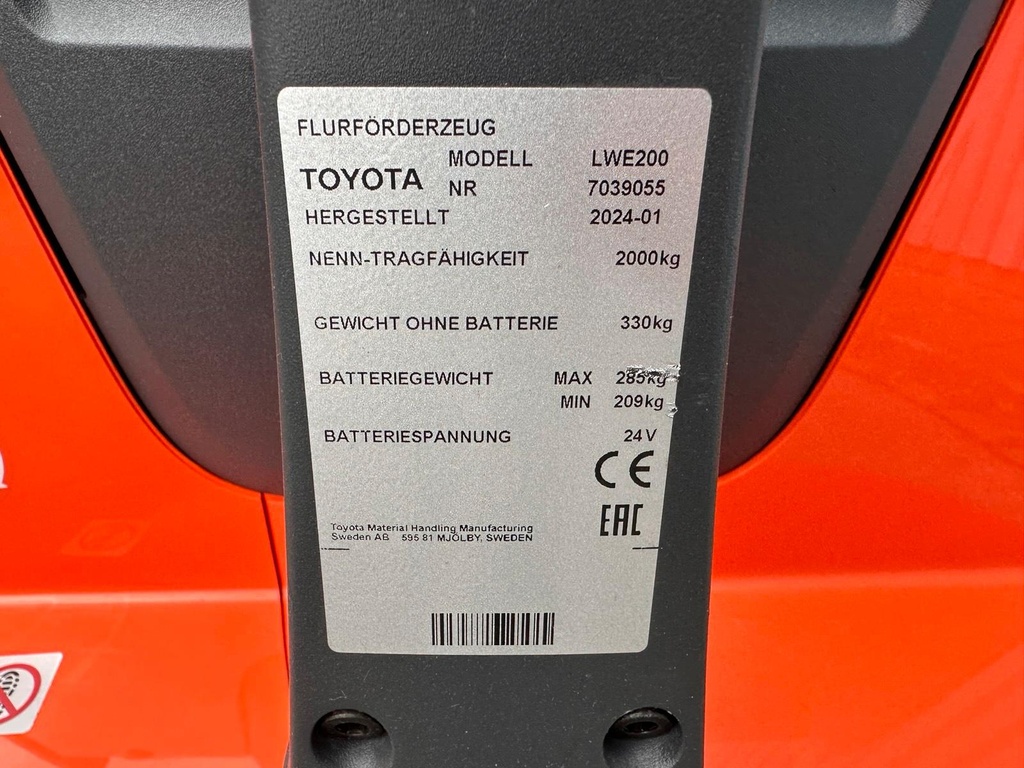 FLURFÖRDERZEUG
TOYOTA MODELL LWE200
NR 7039055
HERGESTELLT 2024-01
NENN-TRAGFÄHIGKEIT 2000kg
GEWICHT OHNE BATTERIE 330kg
BATTERIEGEWICHT MAX 285kg
MIN 209kg
BATTERIESPANNUNG 24V
CE
EAC
Toyota Material Handling Manufacturing
Sweden AB 595 81 MJÖLBY, SWEDEN